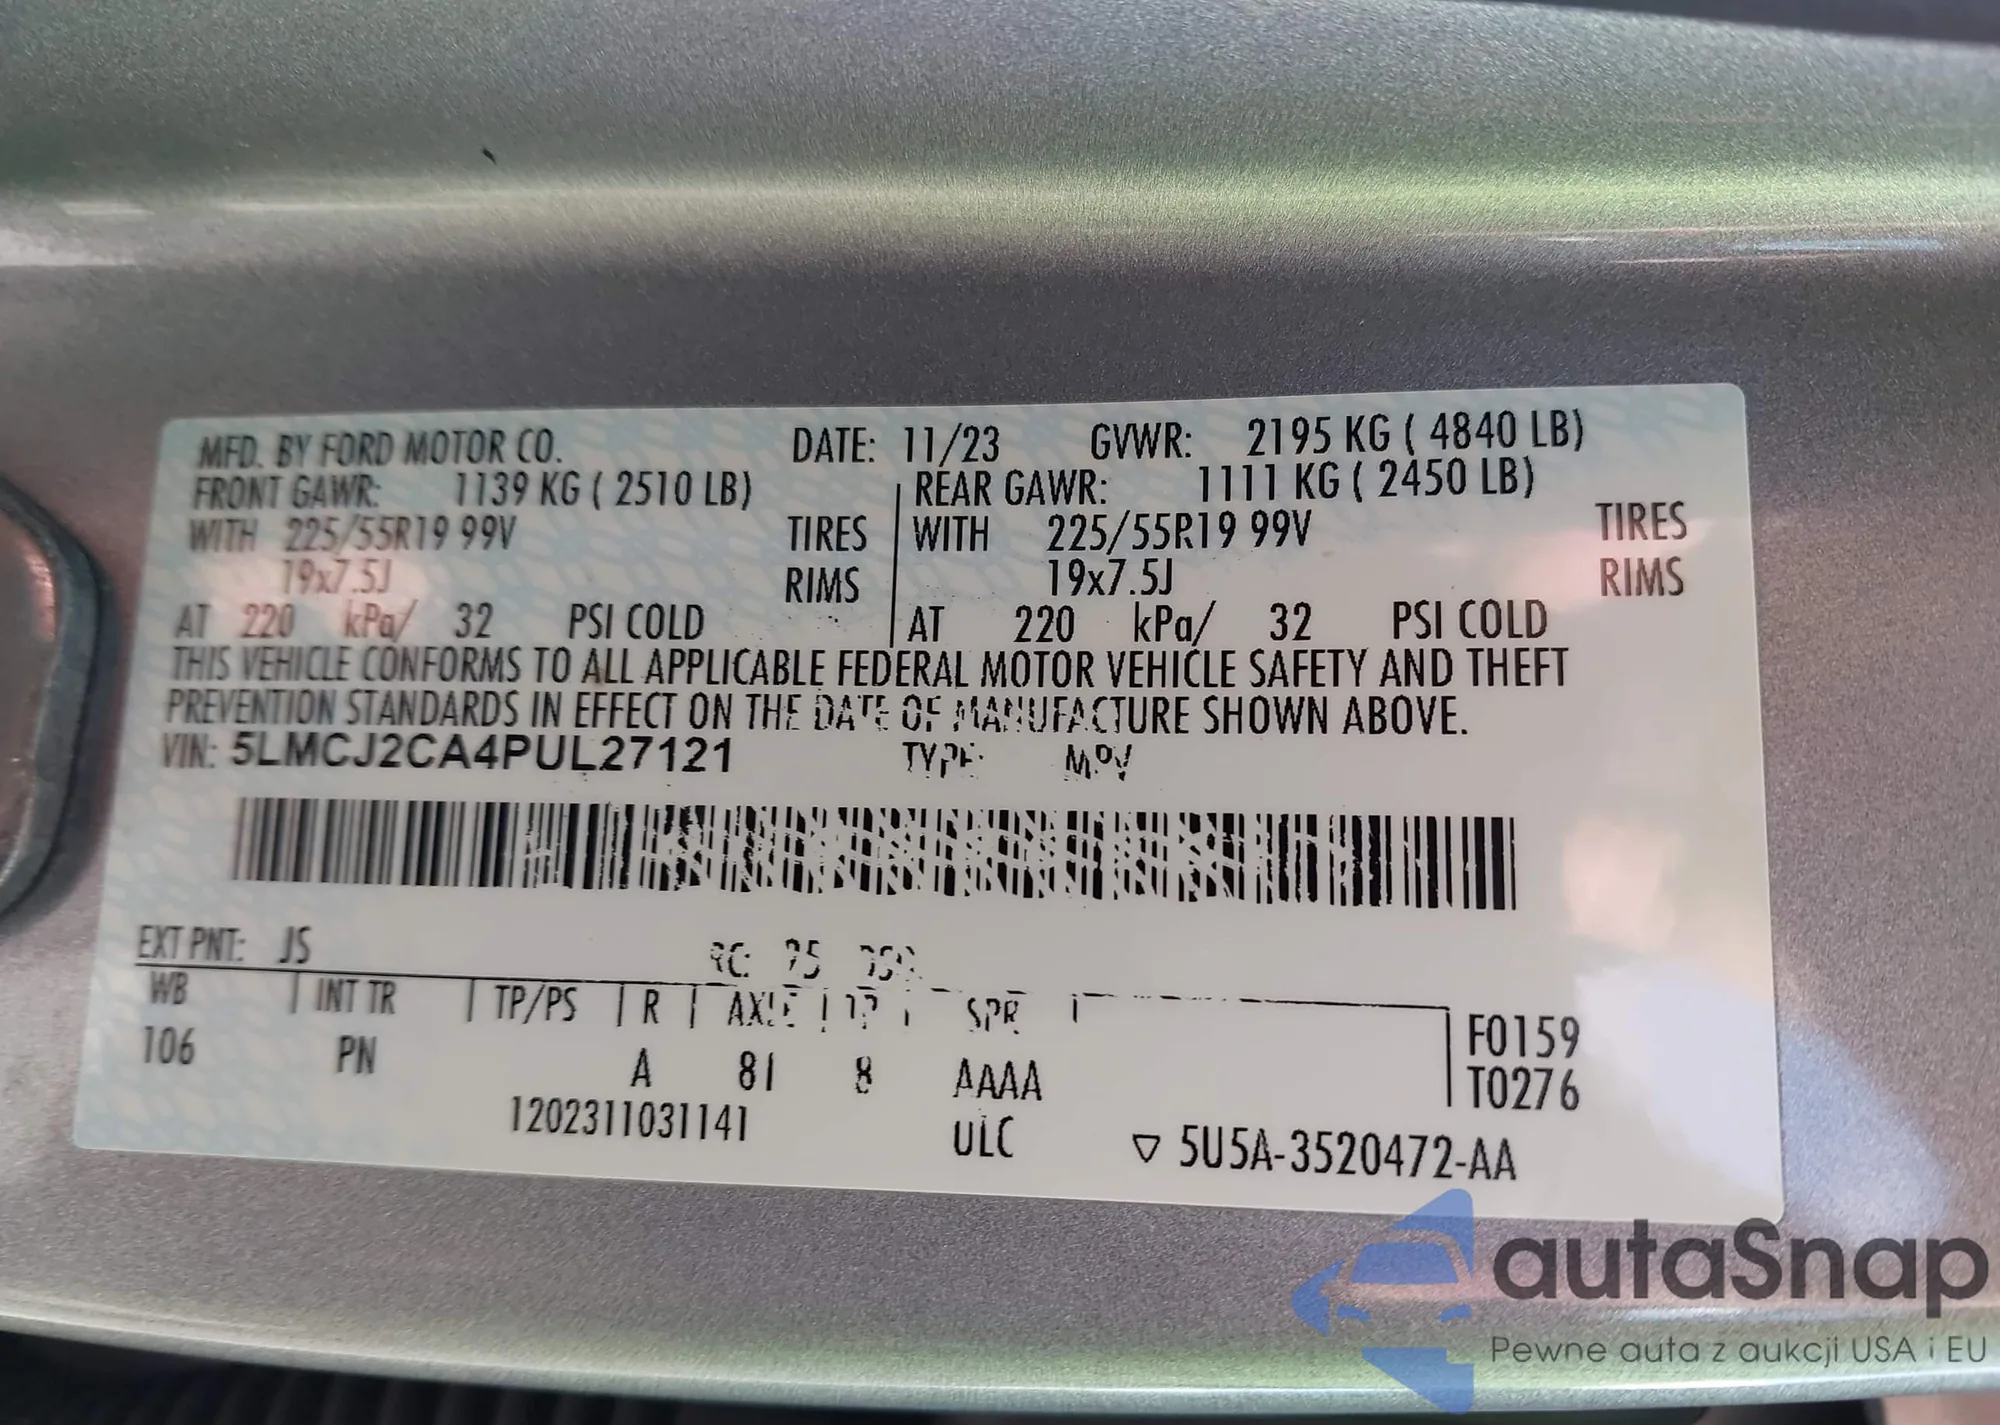 MFD. BY FORD MOTOR CO. DATE: 11/23 GVWR: 2195 KG ( 4840 LB)
FRONT GAWR: 1139 KG ( 2510 LB) REAR GAWR: 1111 KG ( 2450 LB)
WITH 225/55R19 99V TIRES WITH 225/55R19 99V TIRES
19x7.5J RIMS 19x7.5J RIMS
AT 220 kPa/ 32 PSI COLD AT 220 kPa/ 32 PSI COLD
THIS VEHICLE CONFORMS TO ALL APPLICABLE FEDERAL MOTOR VEHICLE SAFETY AND THEFT
PREVENTION STANDARDS IN EFFECT ON THE DATE OF MANUFACTURE SHOWN ABOVE.
VIN: 5LMCJ2CA4PUL27121 TYPE: MPV
EXT PNT: JS RC: 95
WB INT TR TP/PS R AXLE TR SPR
106 PN A 81 8 AAAA
F0159
T0276
1202311031141 ULC ▽ 5U5A-3520472-AA
autaSnap
Pewne auta z aukcji USA i EU